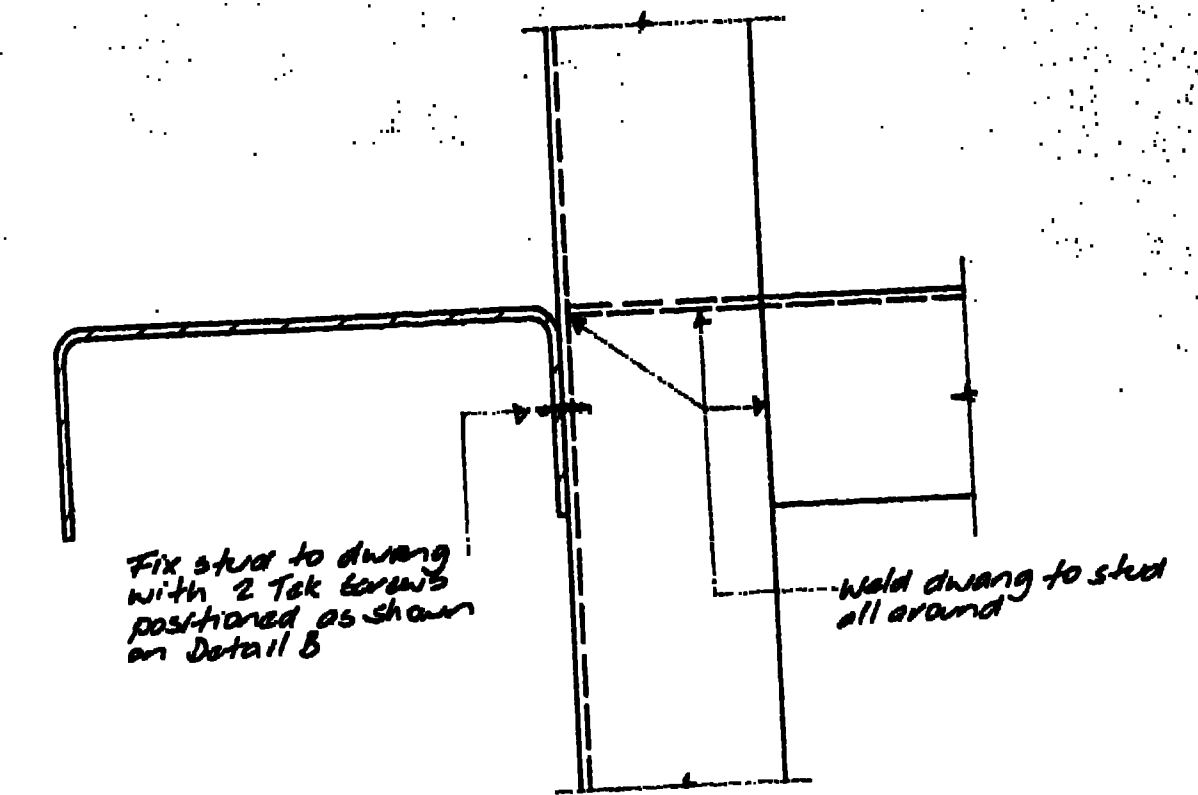 Fix stud to dwang
with 2 Tek screws
positioned as shown
on Detail B
weld dwang to stud
all around